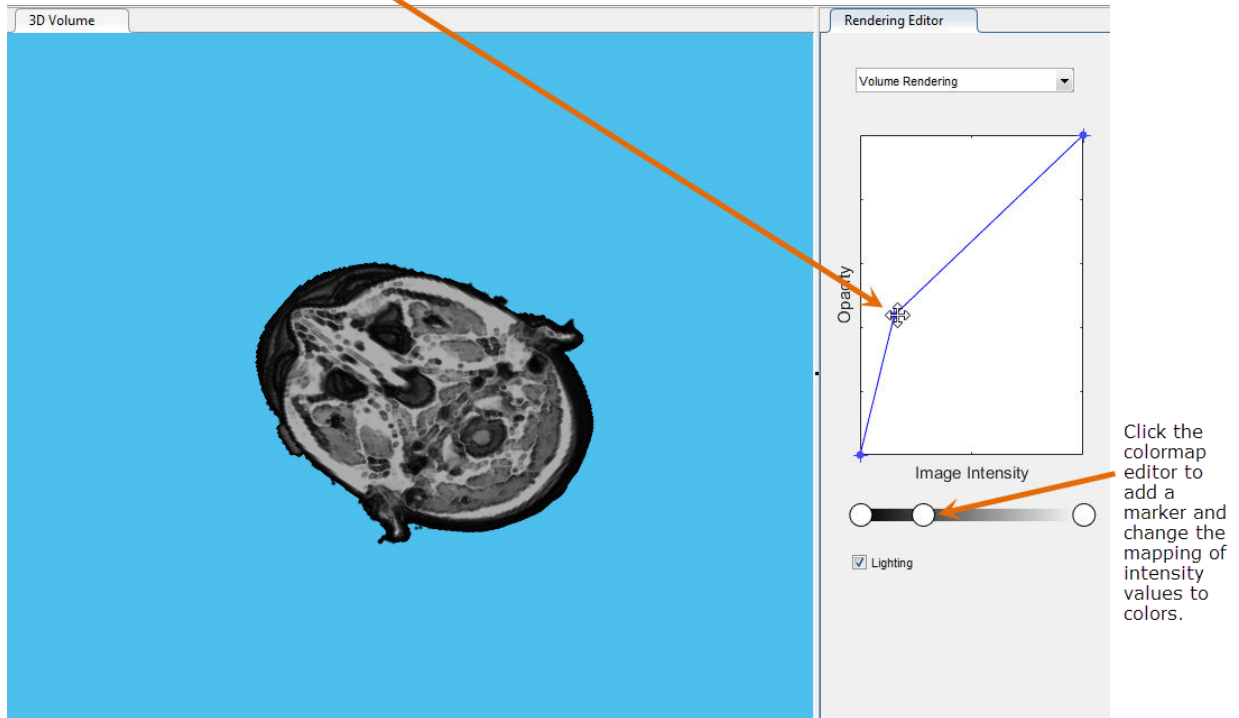 3D Volume
Rendering Editor
Volume Rendering
Opacity
Image Intensity
Lighting
Click the
colormap
editor to
add a
marker and
change the
mapping of
intensity
values to
colors.